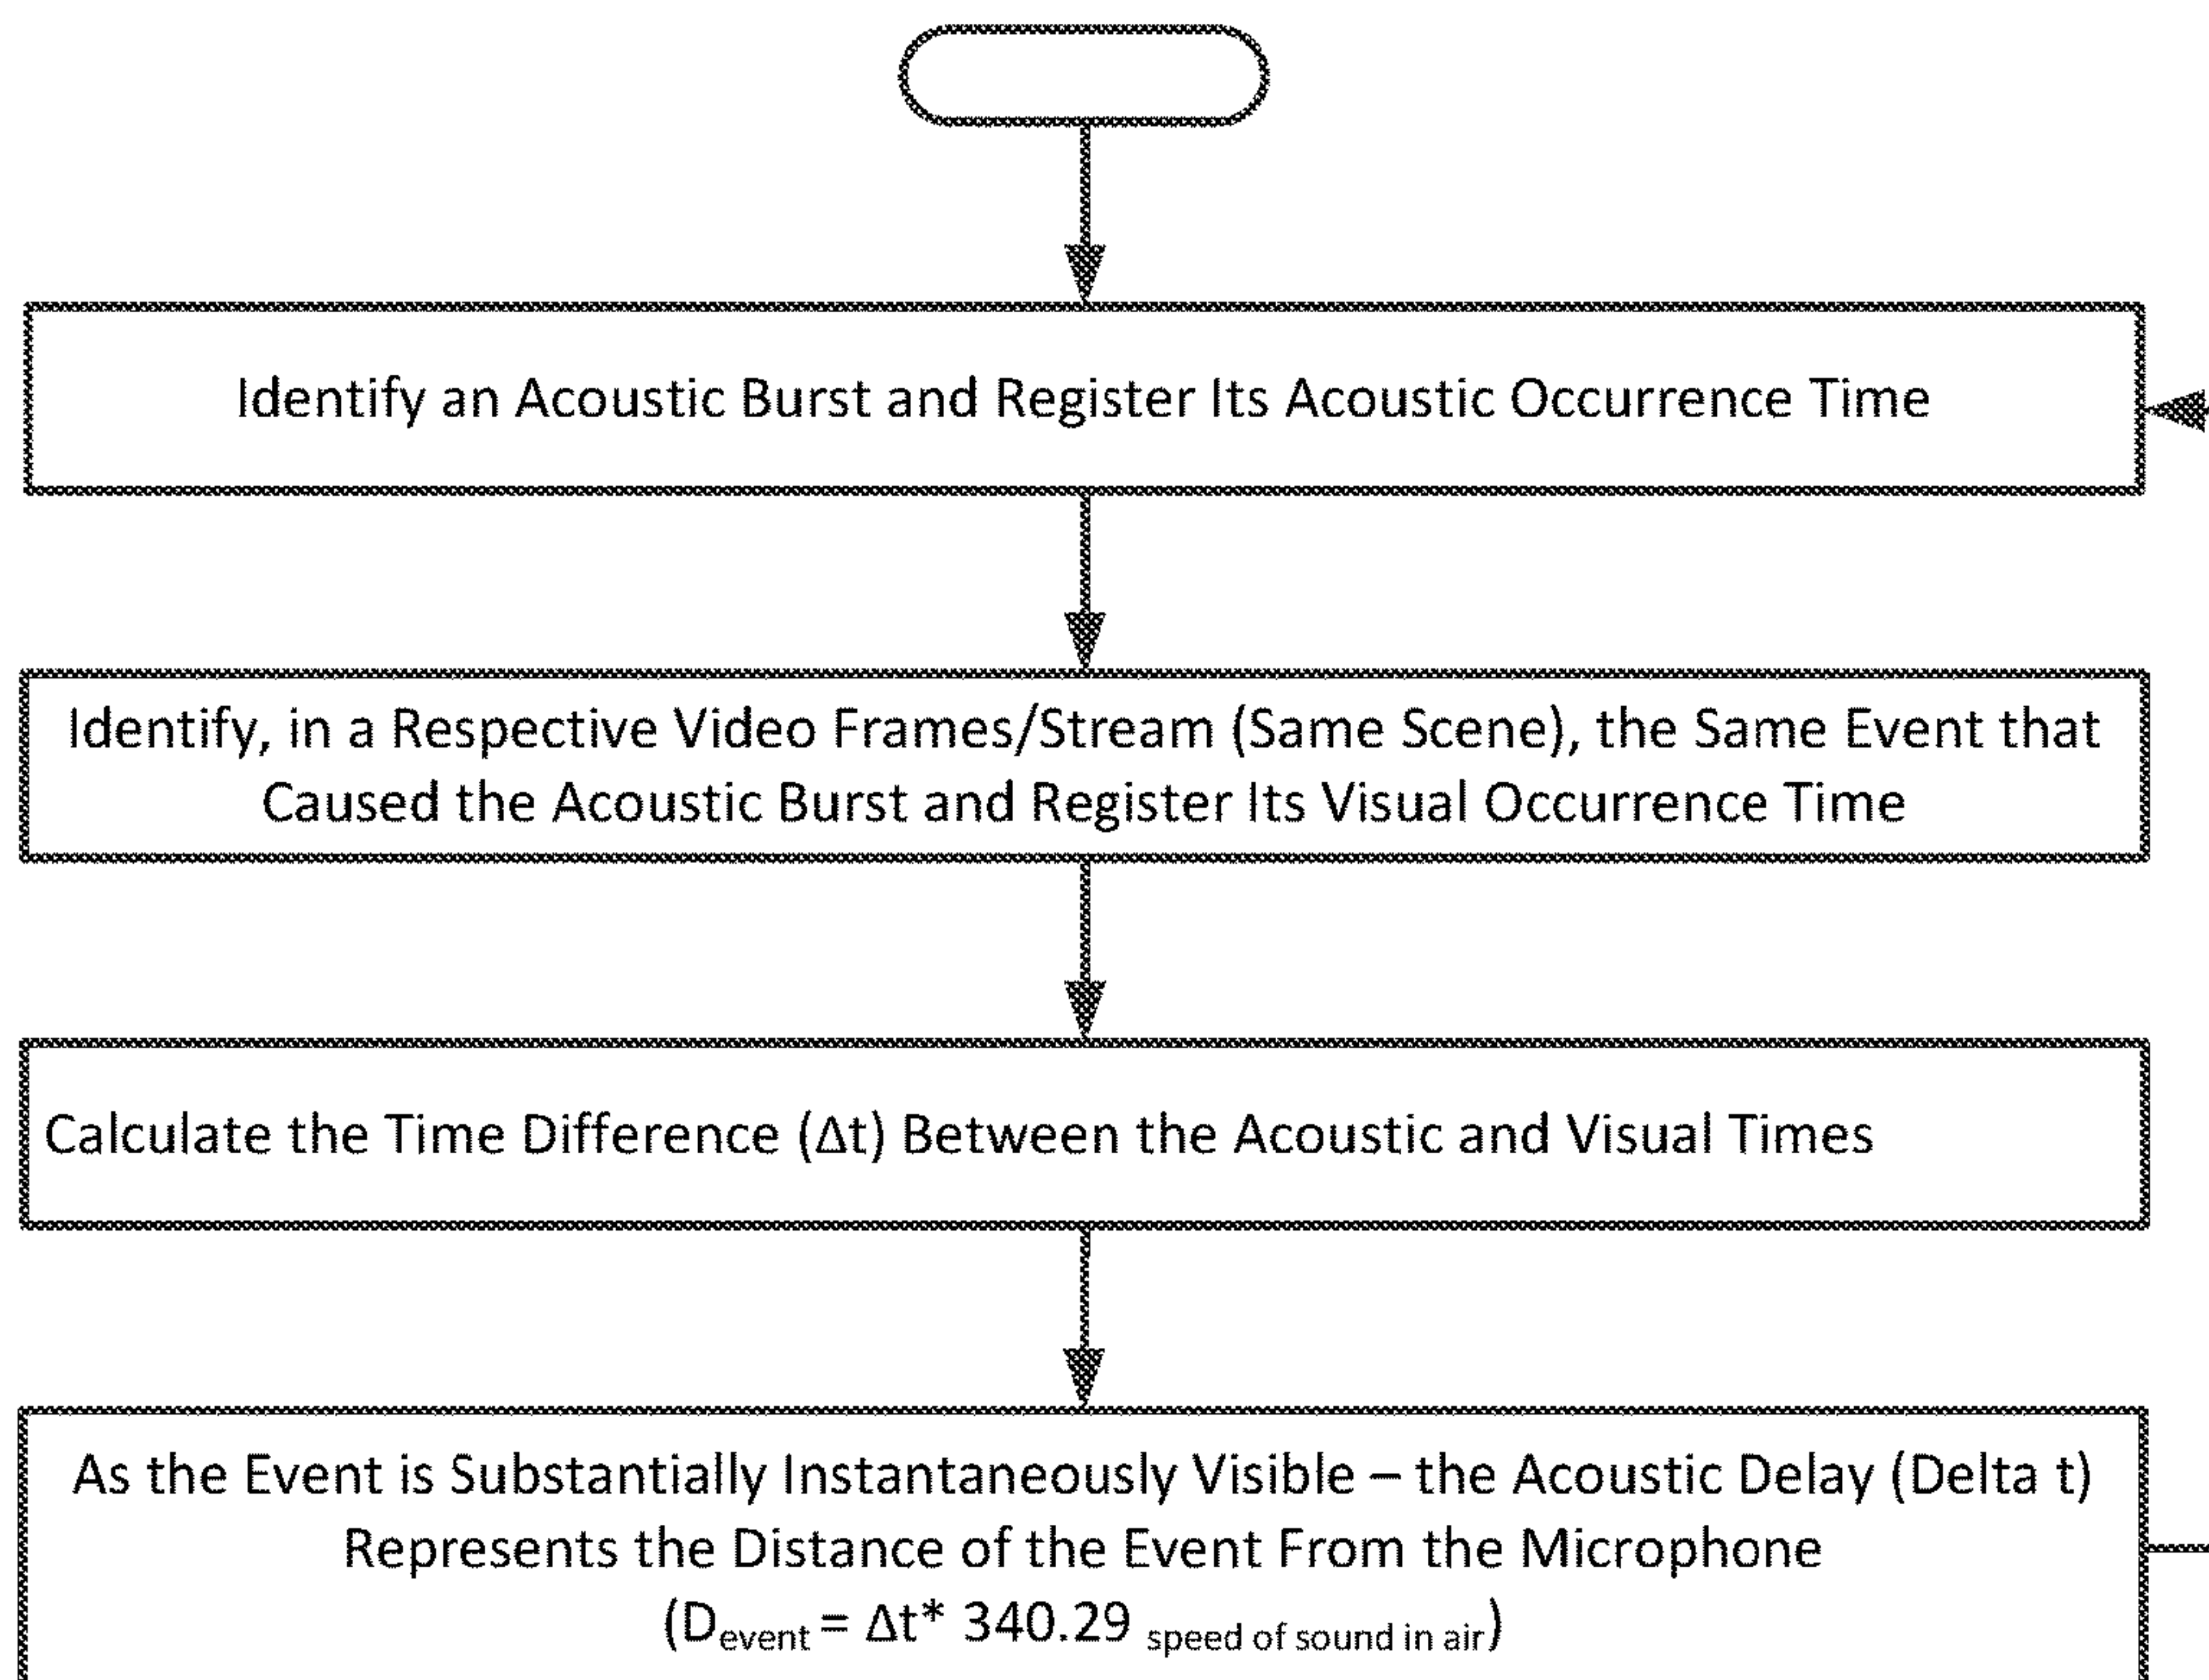 Identify an Acoustic Burst and Register Its Acoustic Occurrence Time
Identify, in a Respective Video Frames/Stream (Same Scene), the Same Event that
Caused the Acoustic Burst and Register Its Visual Occurrence Time
Calculate the Time Difference (Δt) Between the Acoustic and Visual Times
As the Event is Substantially Instantaneously Visible – the Acoustic Delay (Delta t)
Represents the Distance of the Event From the Microphone
(Devent = Δt* 340.29 speed of sound in air)